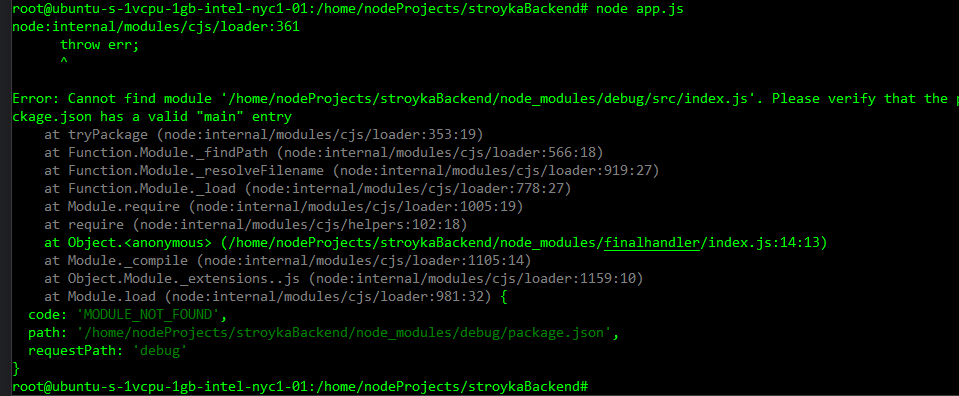 root@ubuntu-s-1vcpu-1gb-intel-nyc1-01:/home/nodeProjects/stroykaBackend# node app.js
node:internal/modules/cjs/loader:361
      throw err;
      ^
Error: Cannot find module '/home/nodeProjects/stroykaBackend/node_modules/debug/src/index.js'. Please verify that the p
ckage.json has a valid "main" entry
    at tryPackage (node:internal/modules/cjs/loader:353:19)
    at Function.Module._findPath (node:internal/modules/cjs/loader:566:18)
    at Function.Module._resolveFilename (node:internal/modules/cjs/loader:919:27)
    at Function.Module._load (node:internal/modules/cjs/loader:778:27)
    at Module.require (node:internal/modules/cjs/loader:1005:19)
    at require (node:internal/modules/cjs/helpers:102:18)
    at Object.<anonymous> (/home/nodeProjects/stroykaBackend/node_modules/finalhandler/index.js:14:13)
    at Module._compile (node:internal/modules/cjs/loader:1105:14)
    at Object.Module._extensions..js (node:internal/modules/cjs/loader:1159:10)
    at Module.load (node:internal/modules/cjs/loader:981:32) {
  code: 'MODULE_NOT_FOUND',
  path: '/home/nodeProjects/stroykaBackend/node_modules/debug/package.json',
  requestPath: 'debug'
}
root@ubuntu-s-1vcpu-1gb-intel-nyc1-01:/home/nodeProjects/stroykaBackend#